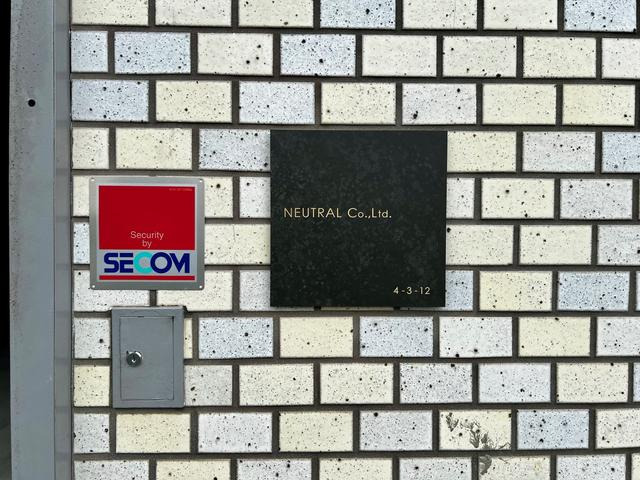 Security
by
SECOM
NEUTRAL Co.,Ltd.
4-3-12